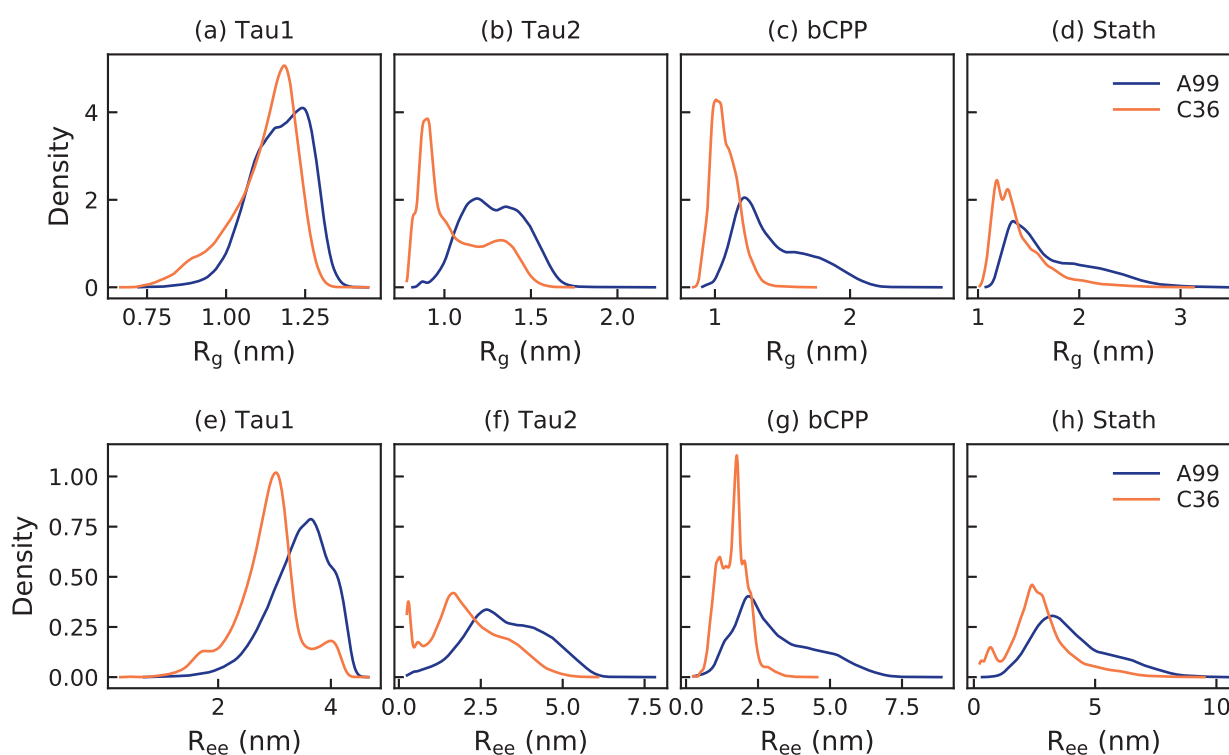 (a) Tau1 (b) Tau2 (c) bCPP (d) Stath
A99
C36
4
2
0
Density
0.75 1.00 1.25 1.0 1.5 2.0 1 2 1 2 3
R_g (nm) R_g (nm) R_g (nm) R_g (nm)
(e) Tau1 (f) Tau2 (g) bCPP (h) Stath
A99
C36
1.00
0.75
0.50
0.25
0.00
Density
2 4 0.0 2.5 5.0 7.5 0.0 2.5 5.0 7.5 0 5 10
R_ee (nm) R_ee (nm) R_ee (nm) R_ee (nm)